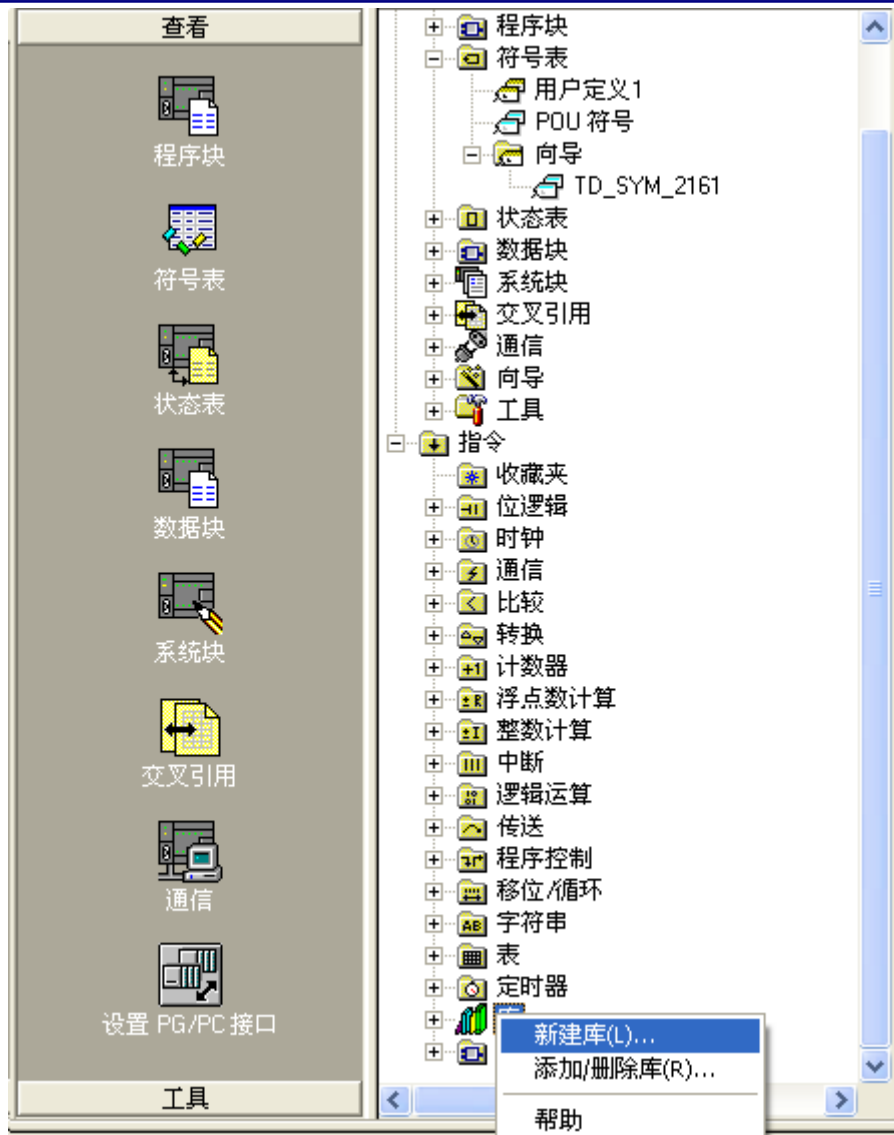 查看
程序块
符号表
状态表
数据块
系统块
交叉引用
通信
设置 PG/PC 接口
工具
程序块
符号表
用户定义1
POU 符号
向导
TD_SYM_2161
状态表
数据块
系统块
交叉引用
通信
向导
工具
指令
收藏夹
位逻辑
时钟
通信
比较
转换
计数器
浮点数计算
整数计算
中断
逻辑运算
传送
程序控制
移位/循环
字符串
表
定时器
新建库(L)...
添加/删除库(R)...
帮助